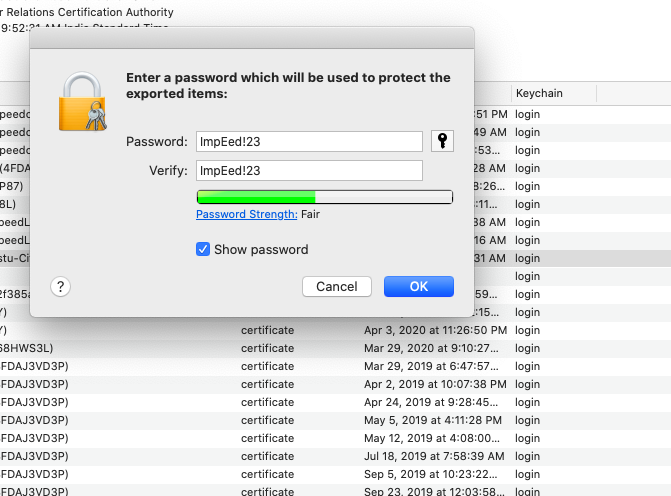 r Relations Certification Authority
9:52:31 AM India Standard Time
Enter a password which will be used to protect the
exported items:
Password: ImpEed!23
Verify: ImpEed!23
Password Strength: Fair
Show password
? Cancel OK
Keychain
:51 PM login
:49 AM login
:53... login
(4FDA :28 AM login
P87) 8:26... login
8L) :11... login
peedL :38 AM login
peedL :16 AM login
stu-Ci :31 AM login
login
2f385a :59... login
Y) :15... login
Y) certificate Apr 3, 2020 at 11:26:50 PM login
68HWS3L) certificate Mar 29, 2020 at 9:10:27... login
FDAJ3VD3P) certificate Mar 29, 2019 at 6:47:57... login
FDAJ3VD3P) certificate Apr 2, 2019 at 10:07:38 PM login
FDAJ3VD3P) certificate Apr 24, 2019 at 9:28:45... login
FDAJ3VD3P) certificate May 5, 2019 at 4:11:28 PM login
FDAJ3VD3P) certificate May 12, 2019 at 4:08:00... login
FDAJ3VD3P) certificate Jul 18, 2019 at 7:58:39 AM login
FDAJ3VD3P) certificate Sep 5, 2019 at 10:23:22... login
FDAJ3VD3P) certificate Sep 23, 2019 at 12:03:58... login